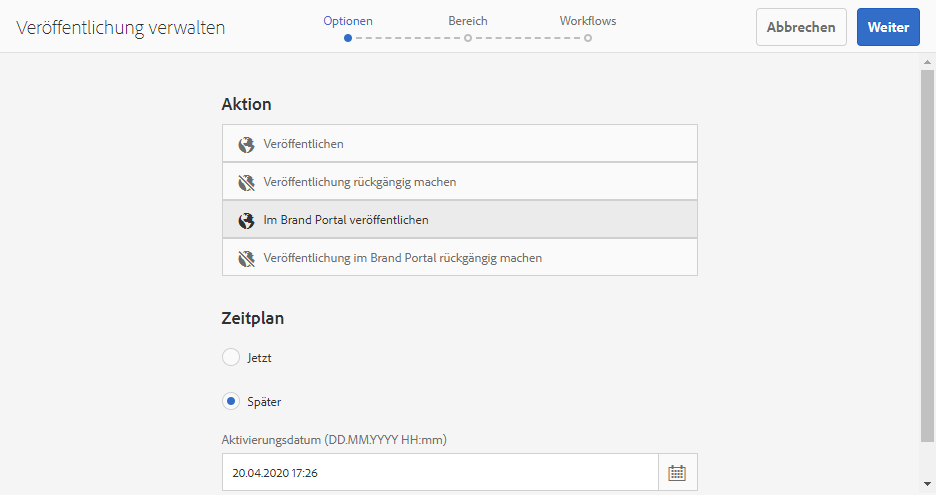 Veröffentlichung verwalten
Optionen
Bereich
Workflows
Abbrechen
Weiter
Aktion
Veröffentlichen
Veröffentlichung rückgängig machen
Im Brand Portal veröffentlichen
Veröffentlichung im Brand Portal rückgängig machen
Zeitplan
Jetzt
Später
Aktivierungsdatum (DD.MM.YYYY HH:mm)
20.04.2020 17:26